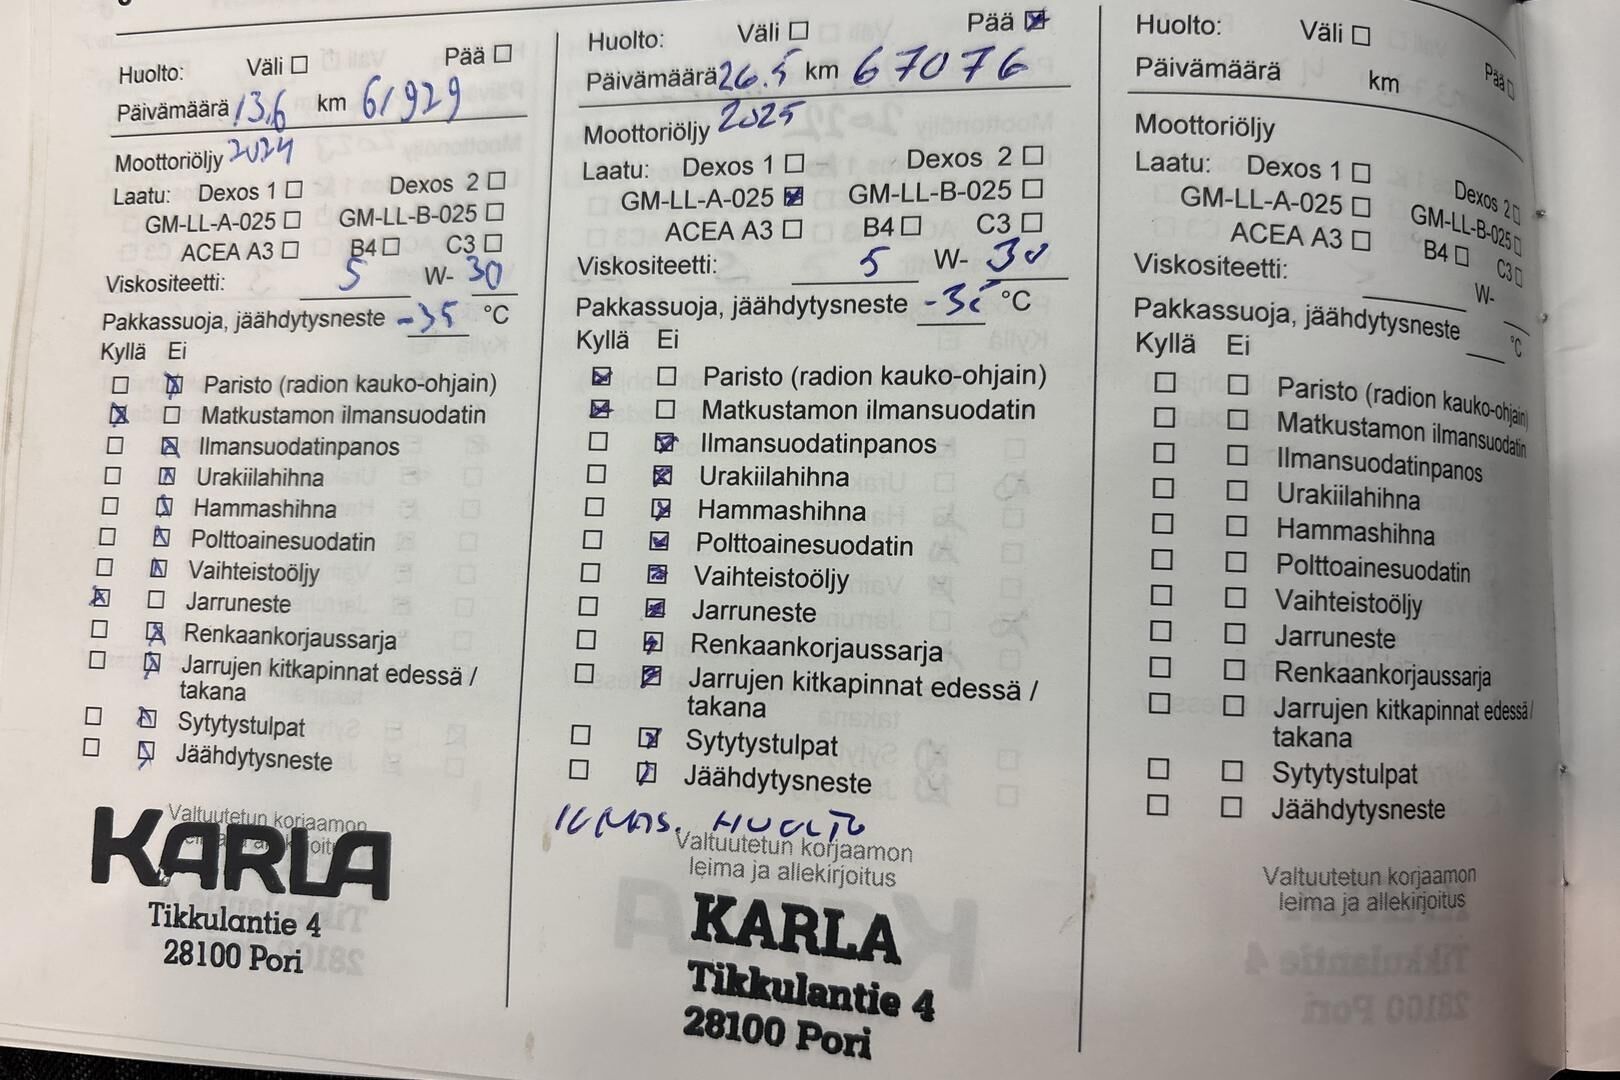 Huolto: Väli ☐ Pää ☐
Päivämäärä 13.6 km 61929
2024
Moottoriöljy
Laatu: Dexos 1 ☐ Dexos 2 ☐
GM-LL-A-025 ☐ GM-LL-B-025 ☐
ACEA A3 ☐ B4 ☐ C3 ☐
Viskositeetti: 5 W- 30
Pakkassuoja, jäähdytysneste -35 °C
Kyllä Ei
☐ ☒ Paristo (radion kauko-ohjain)
☒ ☐ Matkustamon ilmansuodatin
☐ ☒ Ilmansuodatinpanos
☐ ☒ Urakiilahihna
☐ ☒ Hammashihna
☐ ☒ Polttoainesuodatin
☐ ☒ Vaihteistoöljy
☒ ☐ Jarruneste
☐ ☒ Renkaankorjaussarja
☐ ☒ Jarrujen kitkapinnat edessä /
takana
☐ ☒ Sytytystulpat
☐ ☒ Jäähdytysneste
Valtuutetun korjaamon
KARLA
Tikkulantie 4
28100 Pori
Huolto: Väli ☐ Pää ☒
Päivämäärä 26.5 km 67076
2025
Moottoriöljy
Laatu: Dexos 1 ☐ Dexos 2 ☐
GM-LL-A-025 ☒ GM-LL-B-025 ☐
ACEA A3 ☐ B4 ☐ C3 ☐
Viskositeetti: 5 W- 30
Pakkassuoja, jäähdytysneste °C
Kyllä Ei
☒ ☐ Paristo (radion kauko-ohjain)
☒ ☐ Matkustamon ilmansuodatin
☐ ☒ Ilmansuodatinpanos
☐ ☒ Urakiilahihna
☐ ☒ Hammashihna
☐ ☒ Polttoainesuodatin
☐ ☒ Vaihteistoöljy
☐ ☒ Jarruneste
☐ ☒ Renkaankorjaussarja
☐ ☒ Jarrujen kitkapinnat edessä /
takana
☐ ☒ Sytytystulpat
☐ ☒ Jäähdytysneste
HUOLTO
Valtuutetun korjaamon
leima ja allekirjoitus
KARLA
Tikkulantie 4
28100 Pori
Huolto: Väli ☐ Pää ☐
Päivämäärä km
Moottoriöljy
Laatu: Dexos 1 ☐ Dexos 2 ☐
GM-LL-A-025 ☐ GM-LL-B-025 ☐
ACEA A3 ☐ B4 ☐ C3 ☐
Viskositeetti: W-
Pakkassuoja, jäähdytysneste °C
Kyllä Ei
☐ ☐ Paristo (radion kauko-ohjain)
☐ ☐ Matkustamon ilmansuodatin
☐ ☐ Ilmansuodatinpanos
☐ ☐ Urakiilahihna
☐ ☐ Hammashihna
☐ ☐ Polttoainesuodatin
☐ ☐ Vaihteistoöljy
☐ ☐ Jarruneste
☐ ☐ Renkaankorjaussarja
☐ ☐ Jarrujen kitkapinnat edessä /
takana
☐ ☐ Sytytystulpat
☐ ☐ Jäähdytysneste
Valtuutetun korjaamon
leima ja allekirjoitus